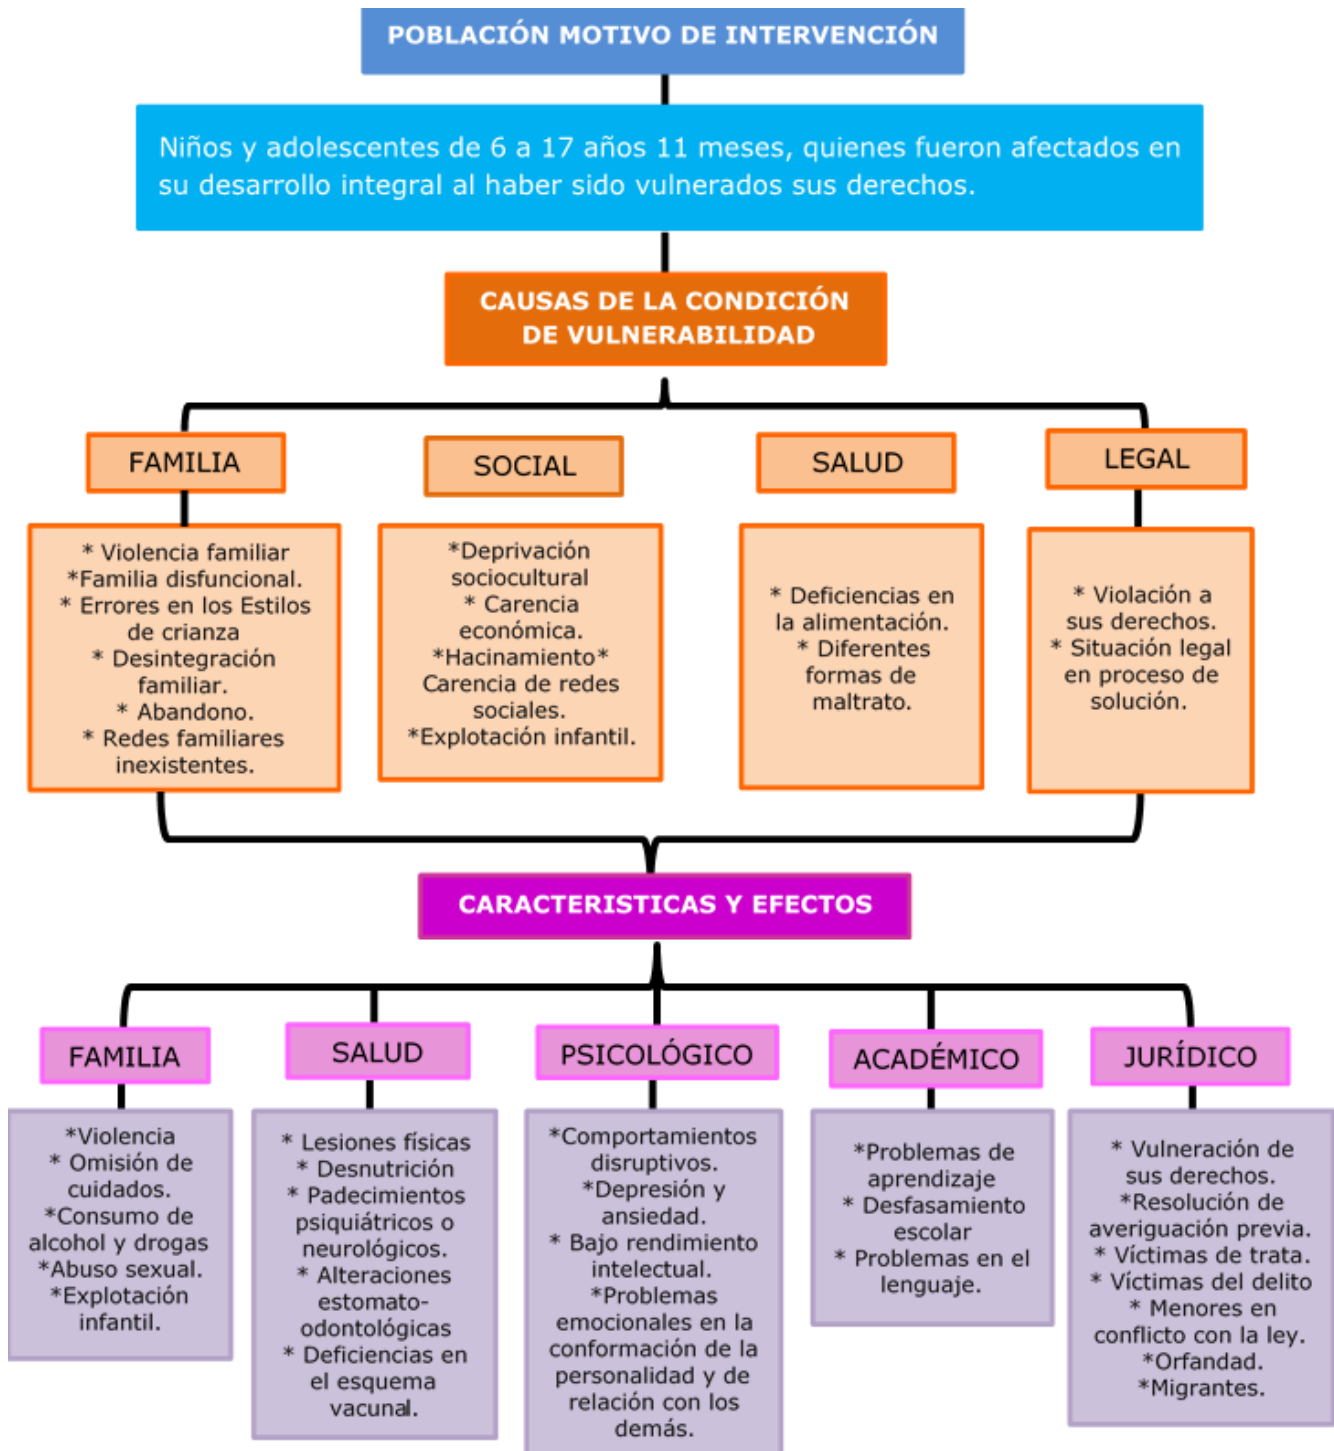 POBLACIÓN MOTIVO DE INTERVENCIÓN
Niños y adolescentes de 6 a 17 años 11 meses, quienes fueron afectados en
su desarrollo integral al haber sido vulnerados sus derechos.
CAUSAS DE LA CONDICIÓN
DE VULNERABILIDAD
FAMILIA
* Violencia familiar
*Familia disfuncional.
* Errores en los Estilos
de crianza
* Desintegración
familiar.
* Abandono.
* Redes familiares
inexistentes.
SOCIAL
*Deprivación
sociocultural
* Carencia
económica.
*Hacinamiento*
Carencia de redes
sociales.
*Explotación infantil.
SALUD
* Deficiencias en
la alimentación.
* Diferentes
formas de
maltrato.
LEGAL
* Violación a
sus derechos.
* Situación legal
en proceso de
solución.
CARACTERISTICAS Y EFECTOS
FAMILIA
*Violencia
* Omisión de
cuidados.
*Consumo de
alcohol y drogas
*Abuso sexual.
*Explotación
infantil.
SALUD
* Lesiones físicas
* Desnutrición
* Padecimientos
psiquiátricos o
neurológicos.
* Alteraciones
estomato-
odontológicas
* Deficiencias en
el esquema
vacunal.
PSICOLÓGICO
*Comportamientos
disruptivos.
*Depresión y
ansiedad.
* Bajo rendimiento
intelectual.
*Problemas
emocionales en la
conformación de la
personalidad y de
relación con los
demás.
ACADÉMICO
*Problemas de
aprendizaje
* Desfasamiento
escolar
* Problemas en el
lenguaje.
JURÍDICO
* Vulneración de
sus derechos.
*Resolución de
averiguación previa.
* Víctimas de trata.
* Víctimas del delito
* Menores en
conflicto con la ley.
*Orfandad.
*Migrantes.